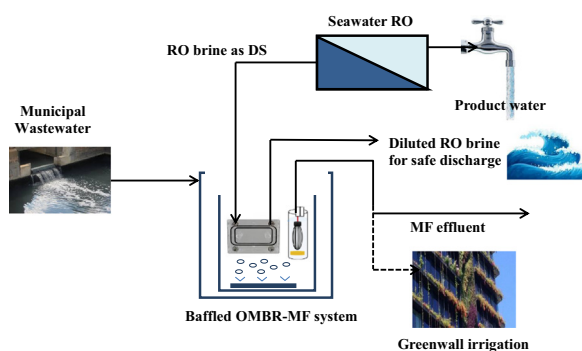 Seawater RO
RO brine as DS
Product water
Municipal
Wastewater
Diluted RO brine
for safe discharge
MF effluent
Baffled OMBR-MF system
Greenwall irrigation